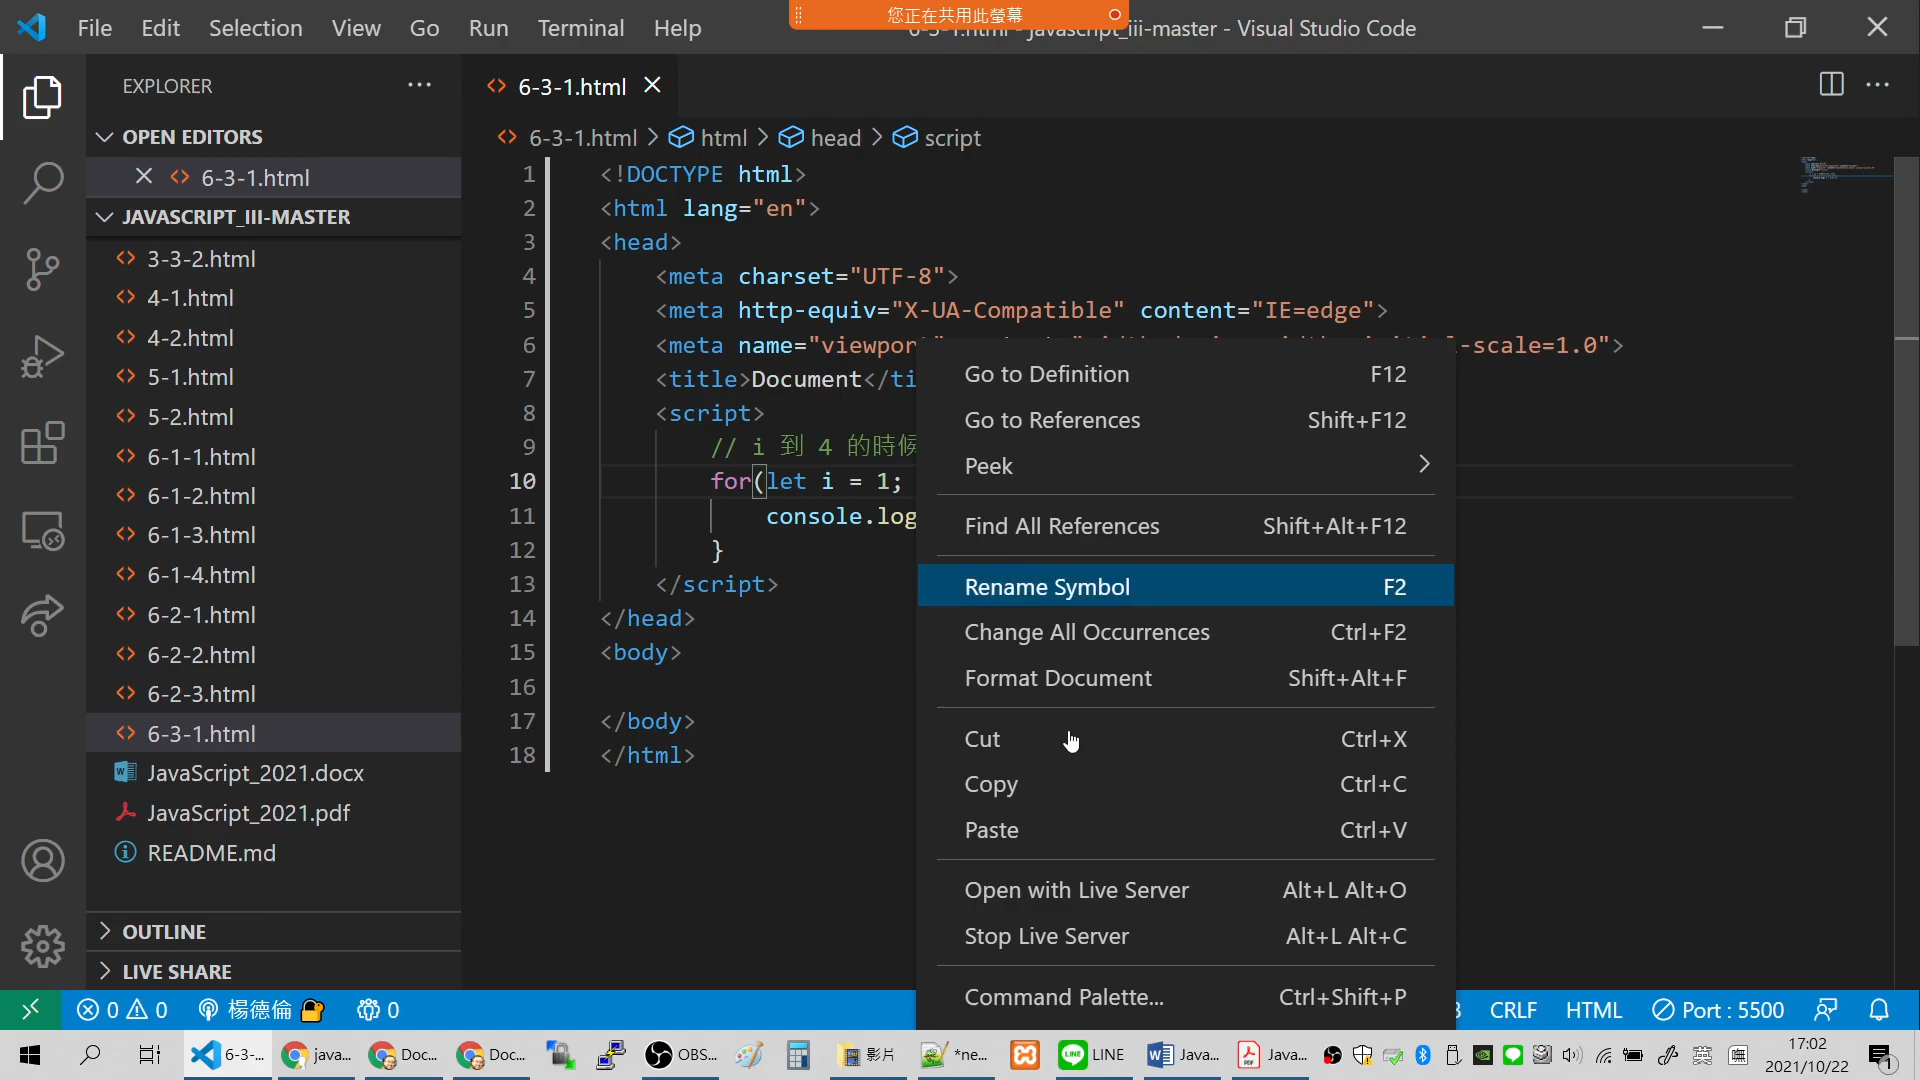 File Edit Selection View Go Run Terminal Help
您正在共用此螢幕
6-3-1.html - javascript_iii-master - Visual Studio Code
EXPLORER
6-3-1.html
OPEN EDITORS
6-3-1.html > html > head > script
6-3-1.html
JAVASCRIPT_III-MASTER
3-3-2.html
4-1.html
4-2.html
5-1.html
5-2.html
6-1-1.html
6-1-2.html
6-1-3.html
6-1-4.html
6-2-1.html
6-2-2.html
6-2-3.html
6-3-1.html
JavaScript_2021.docx
JavaScript_2021.pdf
README.md
OUTLINE
LIVE SHARE
1 <!DOCTYPE html>
2 <html lang="en">
3 <head>
4 <meta charset="UTF-8">
5 <meta http-equiv="X-UA-Compatible" content="IE=edge">
6 <meta name="viewport" -scale=1.0">
7 <title>Document</ti
8 <script>
9 // i 到 4 的時候
10 for(let i = 1;
11 console.log
12 }
13 </script>
14 </head>
15 <body>
16
17 </body>
18 </html>
Go to Definition F12
Go to References Shift+F12
Peek
Find All References Shift+Alt+F12
Rename Symbol F2
Change All Occurrences Ctrl+F2
Format Document Shift+Alt+F
Cut Ctrl+X
Copy Ctrl+C
Paste Ctrl+V
Open with Live Server Alt+L Alt+O
Stop Live Server Alt+L Alt+C
Command Palette... Ctrl+Shift+P
0 0 楊德倫 0
CRLF HTML Port : 5500
6-3-... java... Doc... Doc... OBS... 影片 *ne... LINE Java... Java... 英
17:02
2021/10/22
1